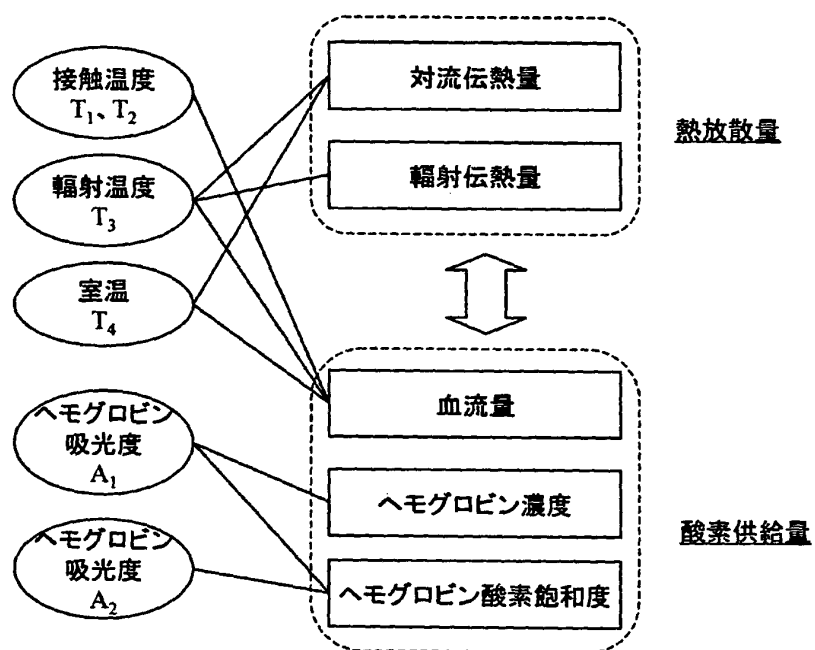 接触温度
T₁、T₂
輻射温度
T₃
室温
T₄
ヘモグロビン
吸光度
A₁
ヘモグロビン
吸光度
A₂
対流伝熱量
輻射伝熱量
熱放散量
血流量
ヘモグロビン濃度
ヘモグロビン酸素飽和度
酸素供給量